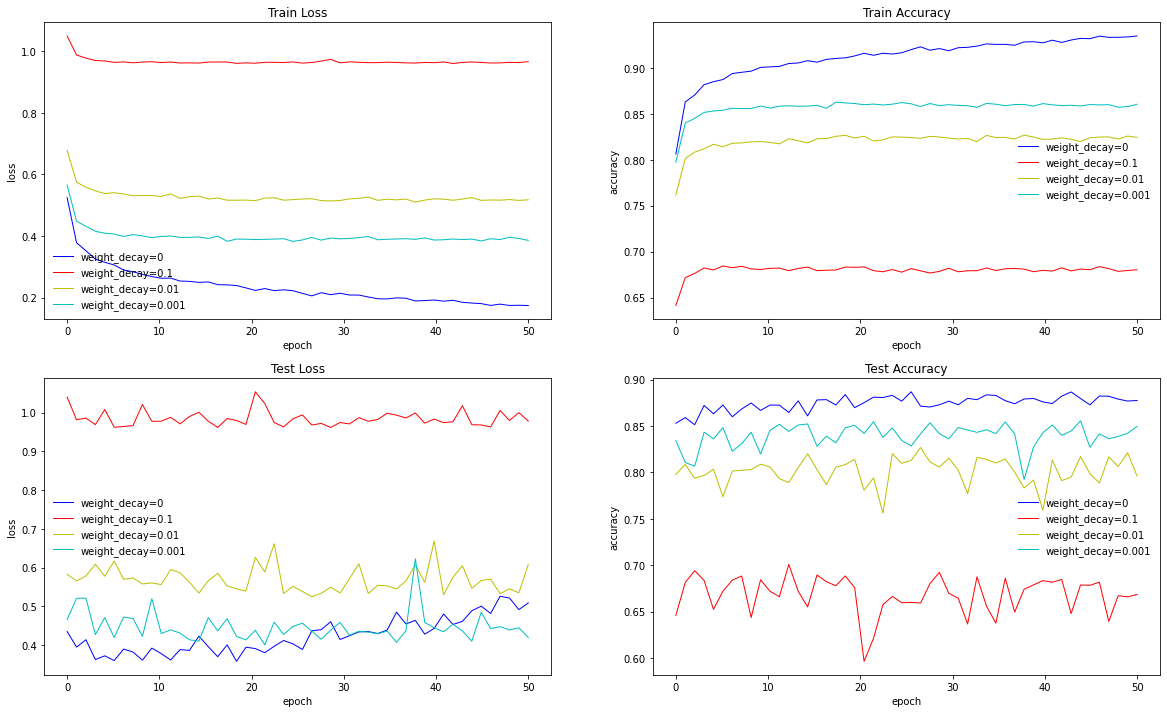 Train Loss
loss
1.0
0.8
0.6
0.4
0.2
weight_decay=0
weight_decay=0.1
weight_decay=0.01
weight_decay=0.001
0 10 20 30 40 50
epoch
Train Accuracy
accuracy
0.90
0.85
0.80
0.75
0.70
0.65
weight_decay=0
weight_decay=0.1
weight_decay=0.01
weight_decay=0.001
0 10 20 30 40 50
epoch
Test Loss
loss
1.0
0.9
0.8
0.7
0.6
0.5
0.4
weight_decay=0
weight_decay=0.1
weight_decay=0.01
weight_decay=0.001
0 10 20 30 40 50
epoch
Test Accuracy
accuracy
0.90
0.85
0.80
0.75
0.70
0.65
0.60
weight_decay=0
weight_decay=0.1
weight_decay=0.01
weight_decay=0.001
0 10 20 30 40 50
epoch